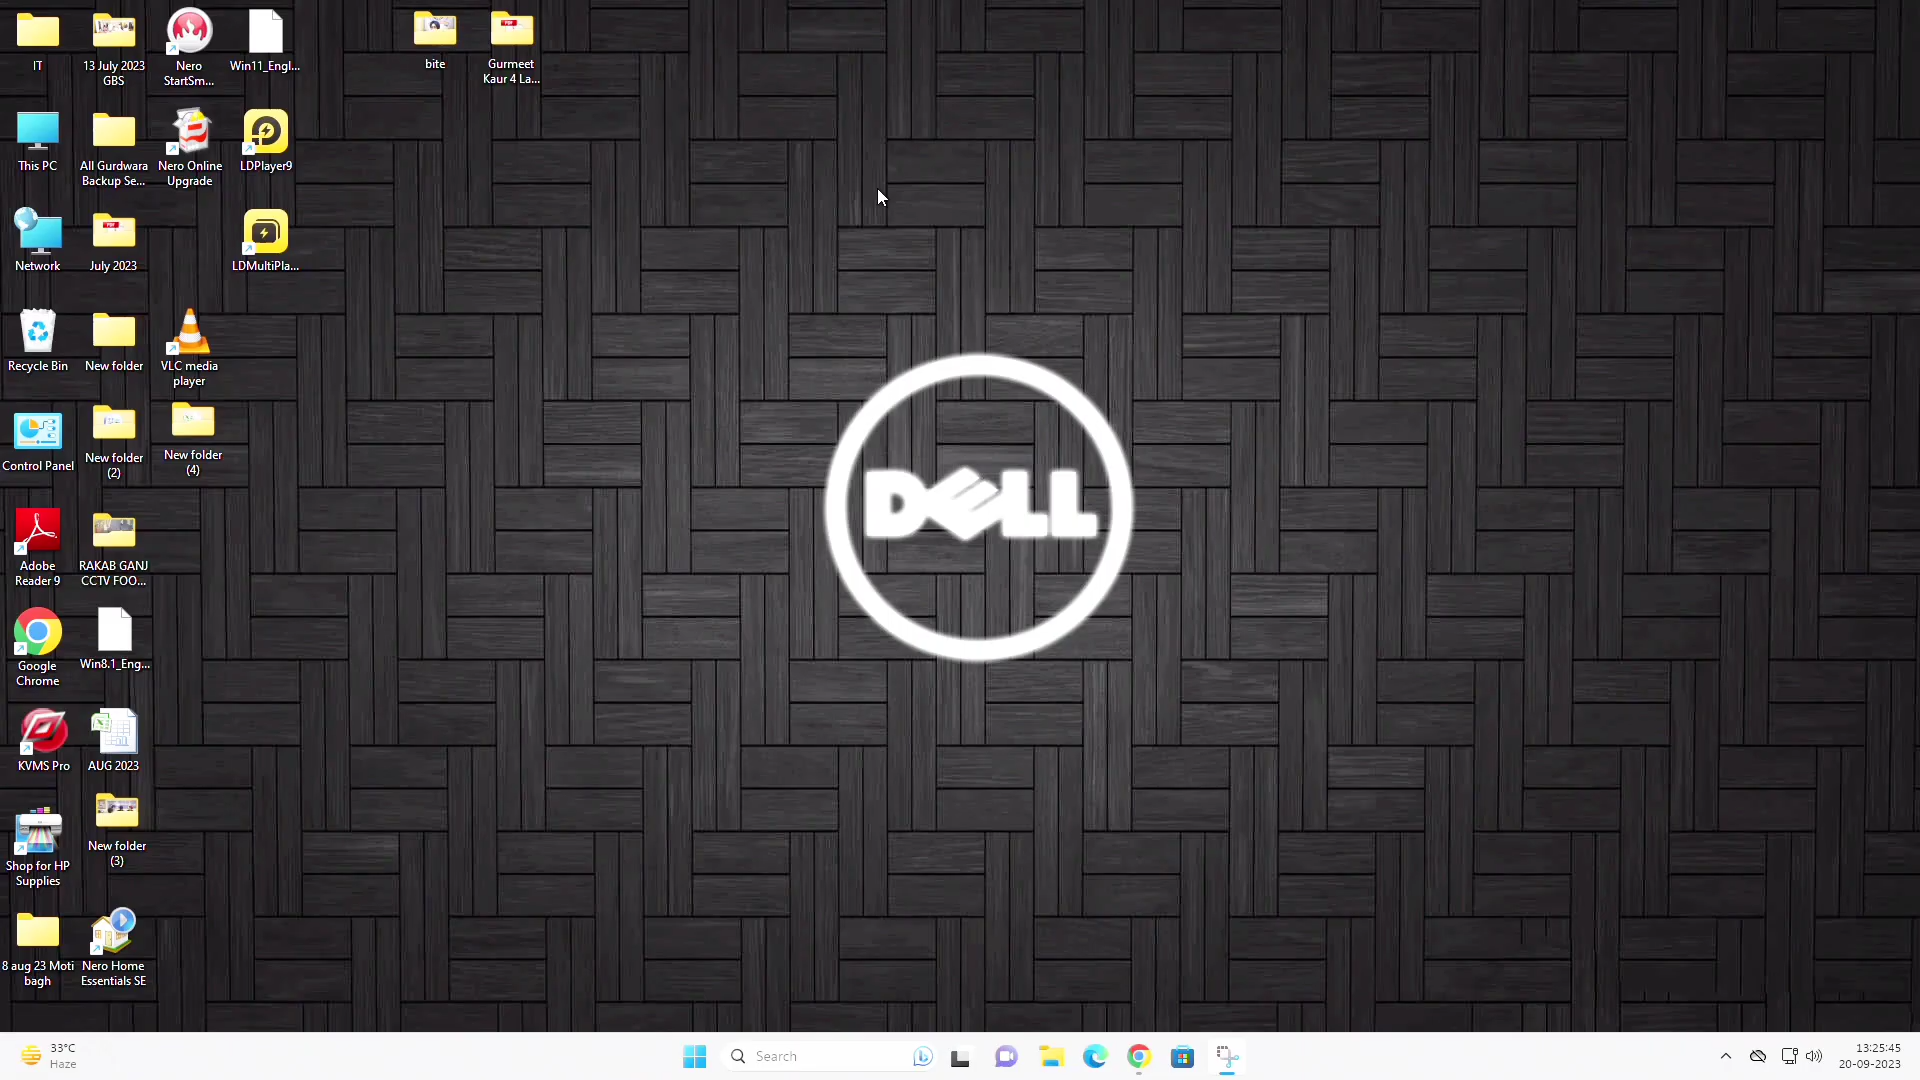 IT
13 July 2023
GBS
Nero
StartSm...
Win11_Engl...
bite
Gurmeet
Kaur 4 La...
This PC
All Gurdwara
Backup Se...
Nero Online
Upgrade
LDPlayer9
Network
July 2023
LDMultiPla...
Recycle Bin
New folder
VLC media
player
Control Panel
New folder
(2)
New folder
(4)
Adobe
Reader 9
RAKAB GANJ
CCTV FOO...
Google
Chrome
Win8.1_Eng...
KVMS Pro
AUG 2023
Shop for HP
Supplies
New folder
(3)
8 aug 23 Moti
bagh
Nero Home
Essentials SE
DELL
33°C
Haze
Search
13:25:45
20-09-2023